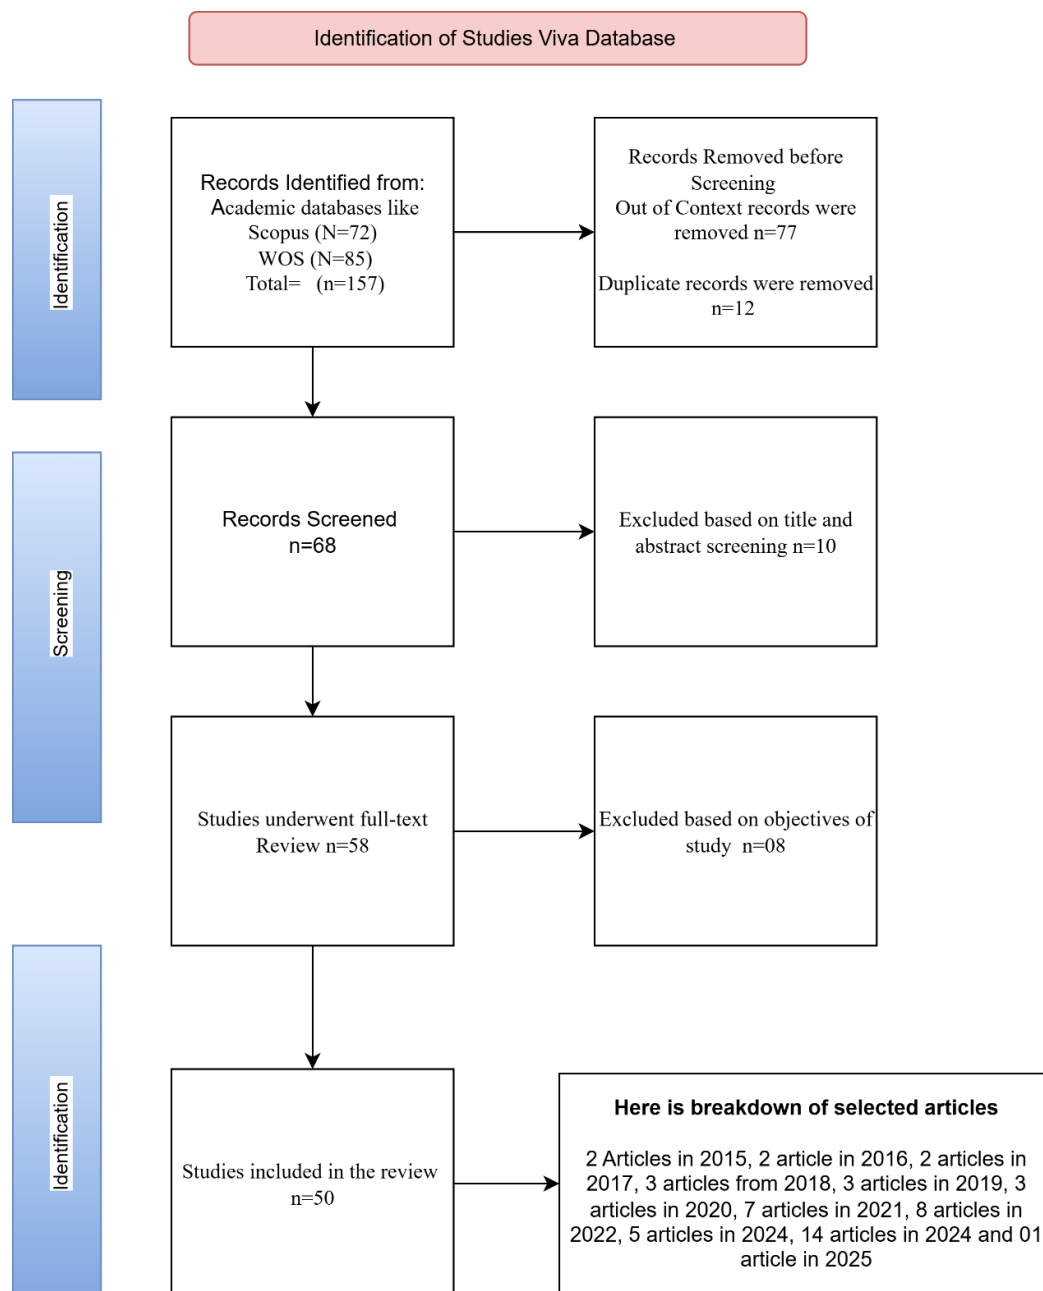 Identification of Studies Viva Database
Identification
Records Identified from:
Academic databases like
Scopus (N=72)
WOS (N=85)
Total= (n=157)
Records Removed before
Screening
Out of Context records were
removed n=77
Duplicate records were removed
n=12
Screening
Records Screened
n=68
Excluded based on title and
abstract screening n=10
Studies underwent full-text
Review n=58
Excluded based on objectives of
study n=08
Identification
Studies included in the review
n=50
Here is breakdown of selected articles
2 Articles in 2015, 2 article in 2016, 2 articles in
2017, 3 articles from 2018, 3 articles in 2019, 3
articles in 2020, 7 articles in 2021, 8 articles in
2022, 5 articles in 2024, 14 articles in 2024 and 01
article in 2025